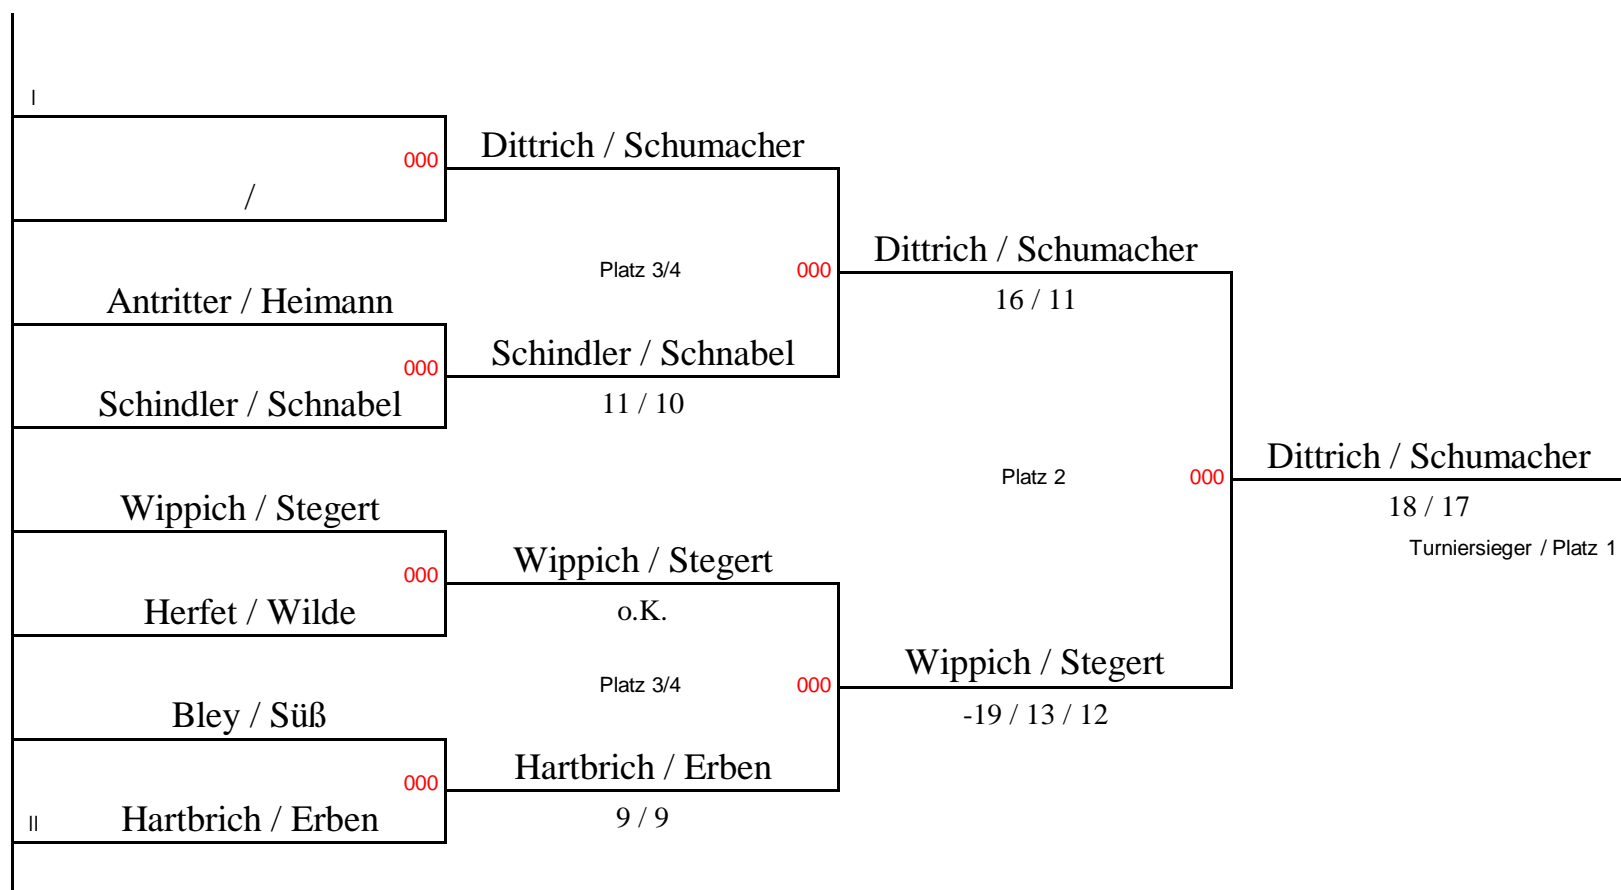 I
000
Dittrich / Schumacher
/
Dittrich / Schumacher
Platz 3/4
000
Antritter / Heimann
16 / 11
Schindler / Schnabel
000
Schindler / Schnabel
11 / 10
Dittrich / Schumacher
Platz 2
000
18 / 17
Wippich / Stegert
Turniersieger / Platz 1
Wippich / Stegert
000
Herfet / Wilde
o.K.
Wippich / Stegert
Platz 3/4
000
Bley / Süß
-19 / 13 / 12
Hartbrich / Erben
000
II
Hartbrich / Erben
9 / 9